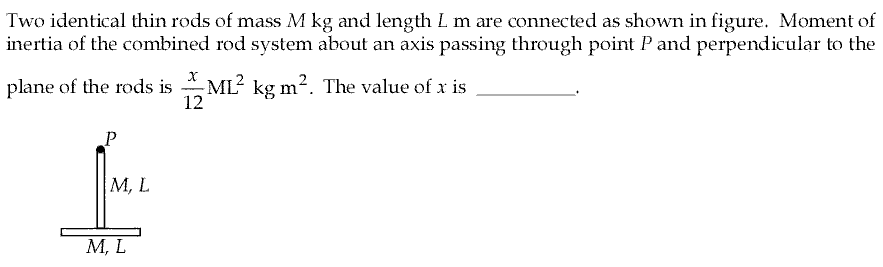 Two identical thin rods of mass M kg and length L m are connected as shown in figure. Moment of
inertia of the combined rod system about an axis passing through point P and perpendicular to the
plane of the rods is x/12 ML² kg m². The value of x is __________.
P
M, L
M, L